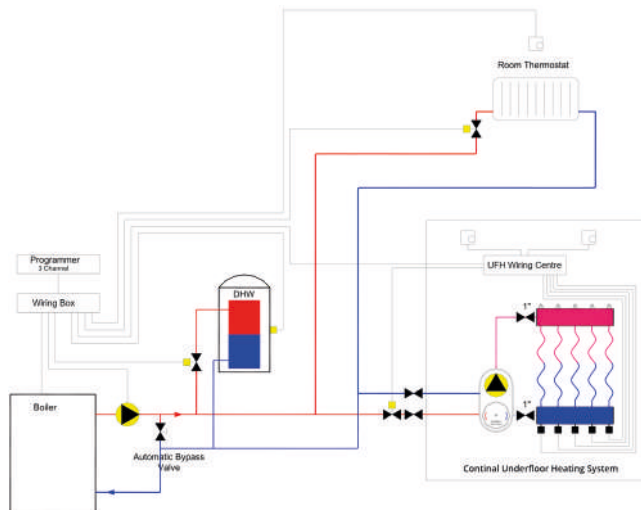 Room Thermostat
Programmer
3 Channel
UFH Wiring Centre
Wiring Box
DHW
1"
Boiler
1"
Automatic Bypass
Valve
Continal Underfloor Heating System